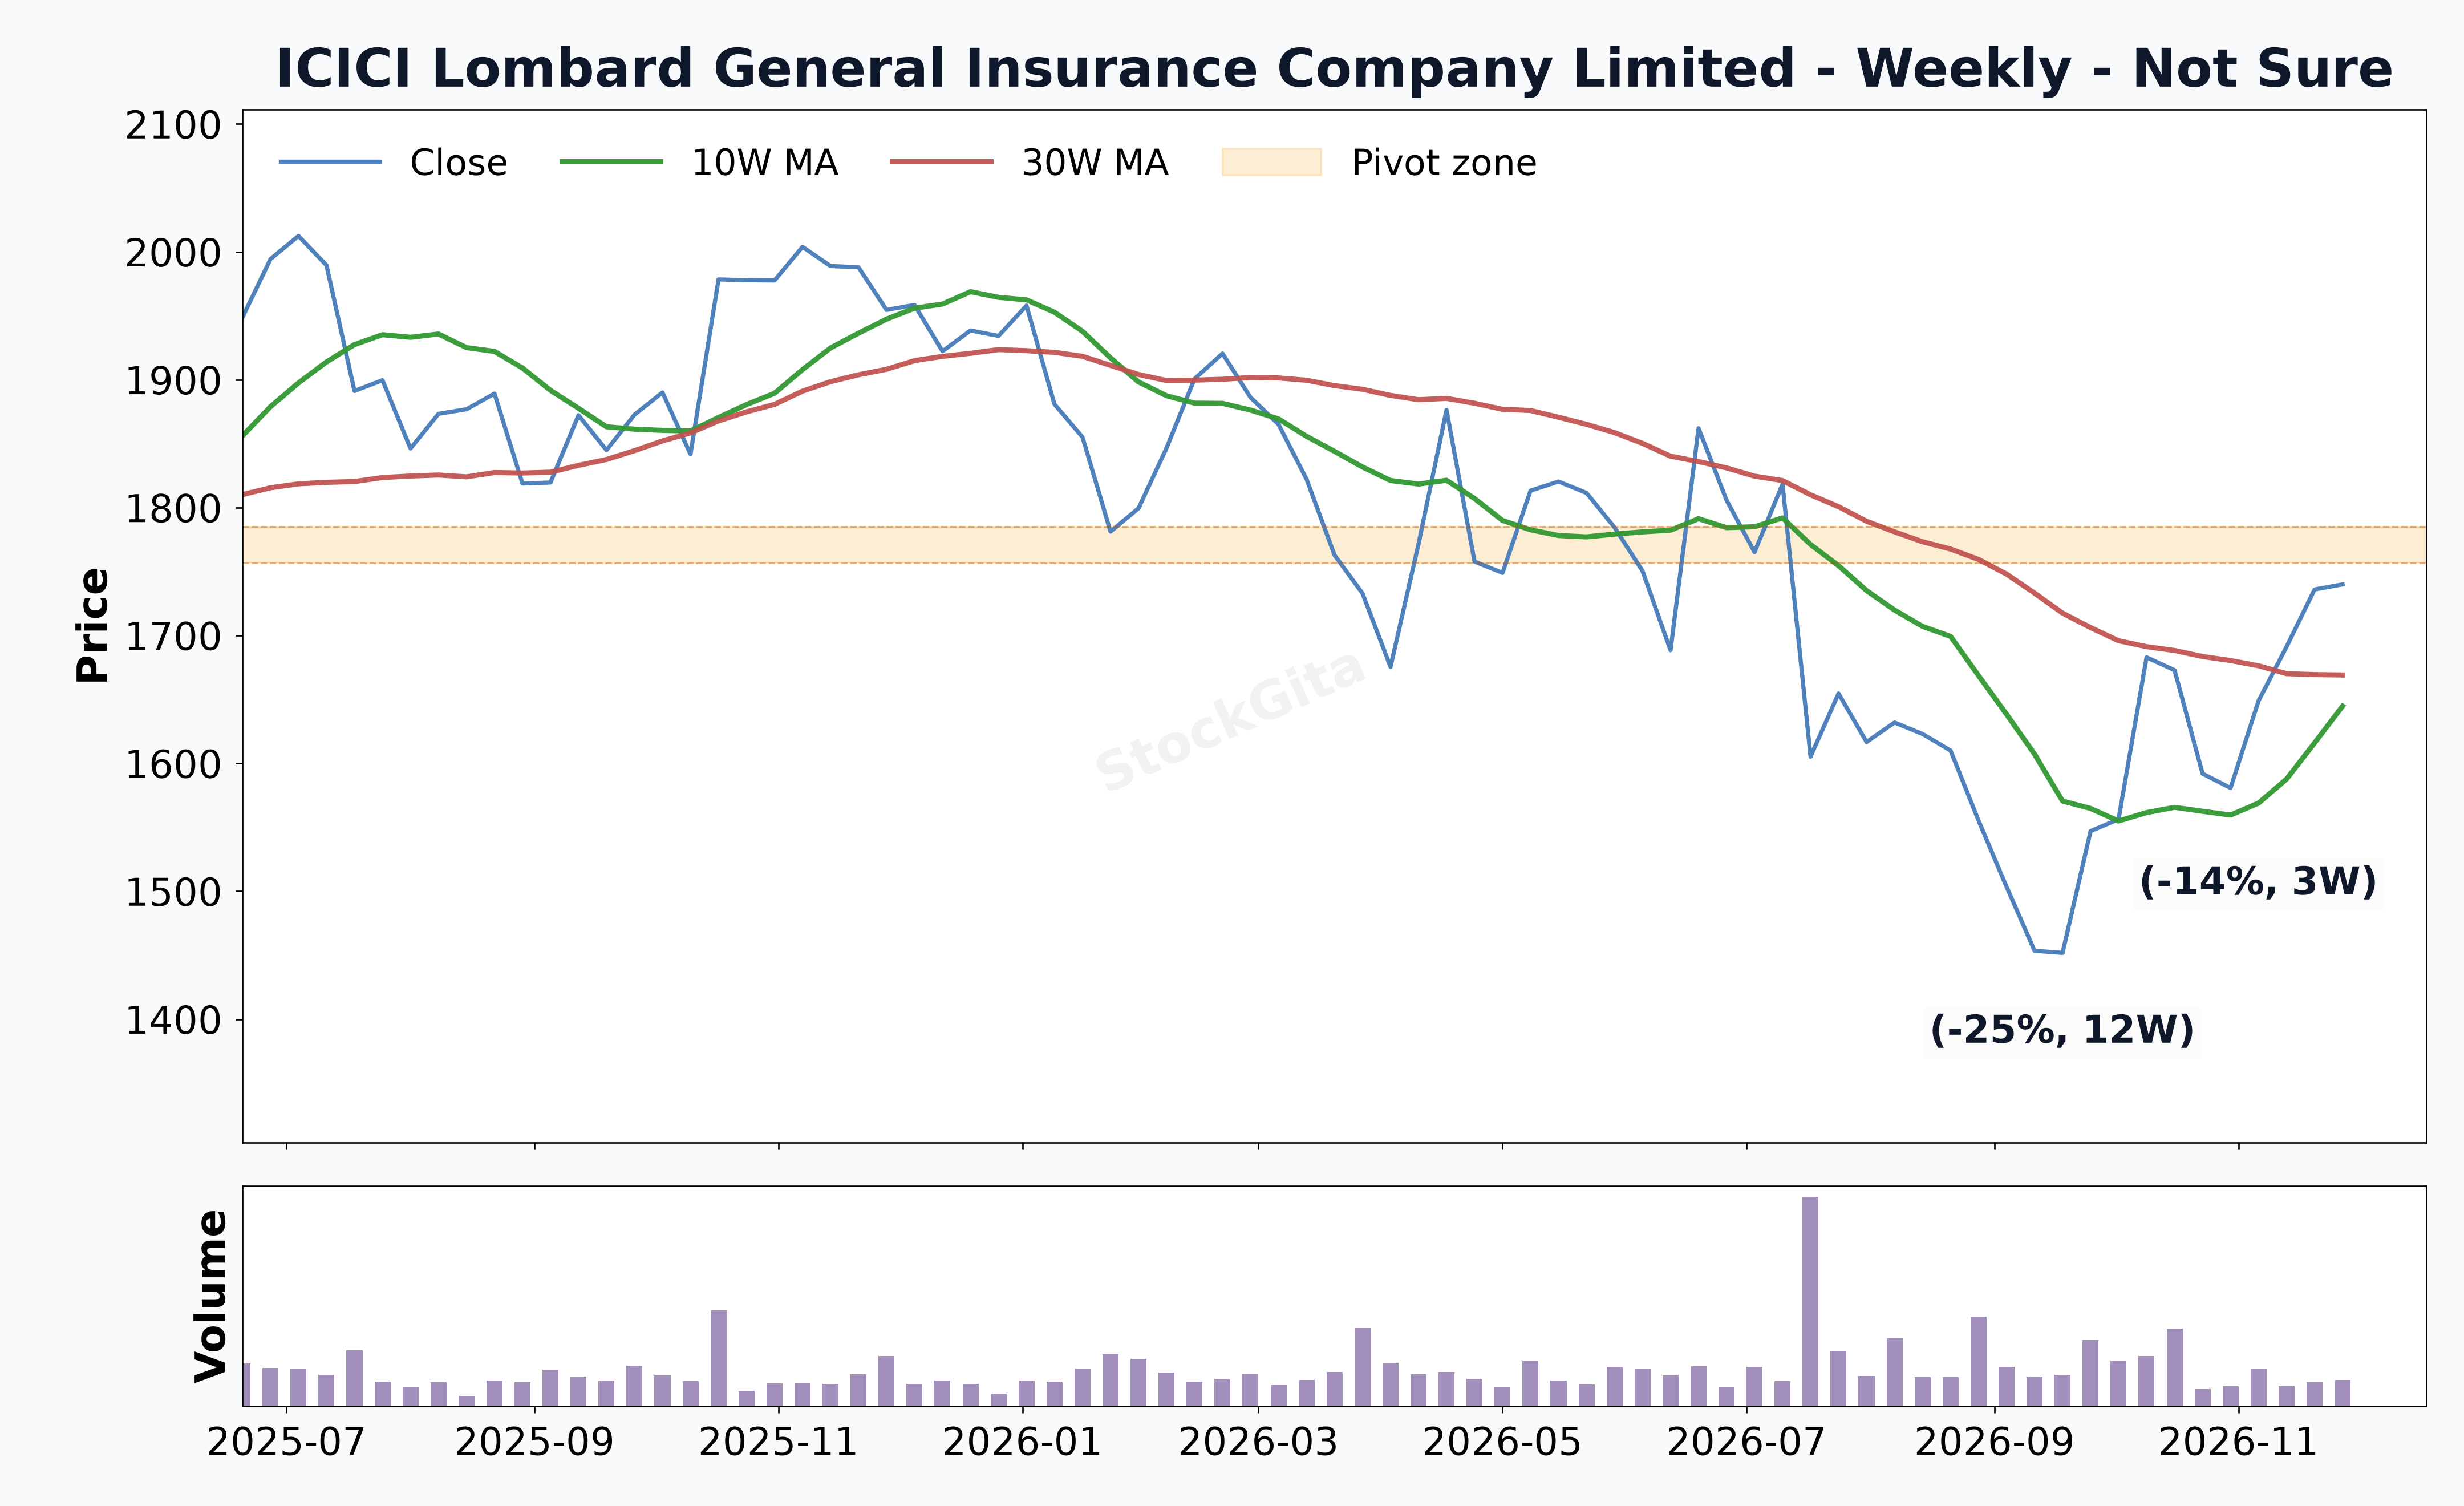 ICICI Lombard General Insurance Company Limited - Weekly - Not Sure
Close 10W MA 30W MA Pivot zone
2100
2000
1900
1800
1700
1600
1500
1400
Price
StockGita
(-14%, 3W)
(-25%, 12W)
Volume
2025-07 2025-09 2025-11 2026-01 2026-03 2026-05 2026-07 2026-09 2026-11